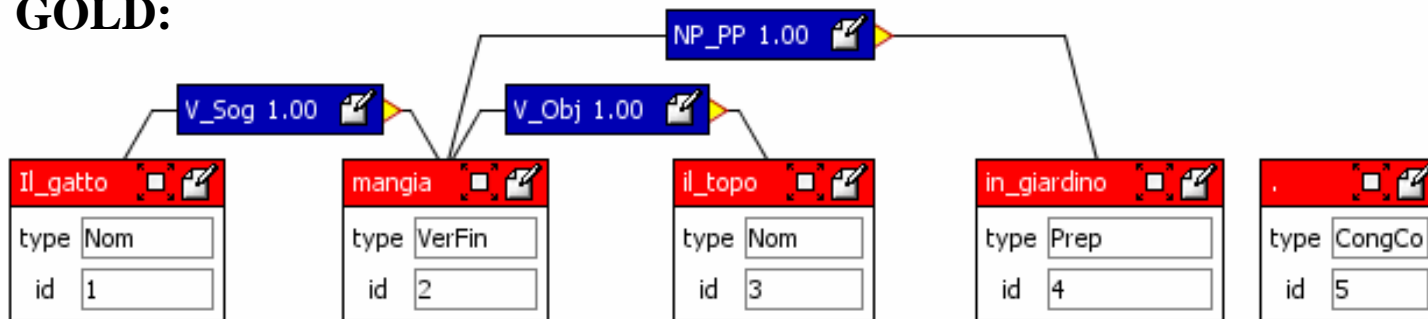 GOLD:
NP_PP 1.00
V_Sog 1.00 V_Obj 1.00
Il_gatto mangia il_topo in_giardino .
type Nom type VerFin type Nom type Prep type CongCo
id 1 id 2 id 3 id 4 id 5